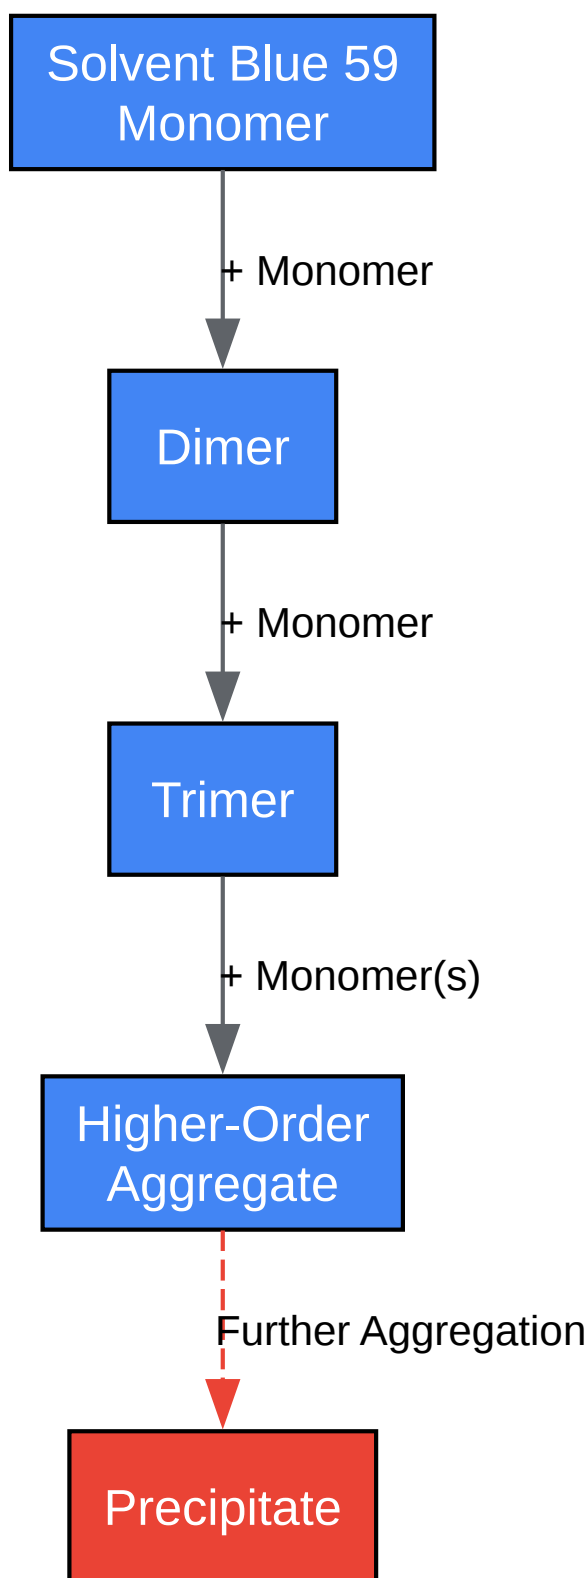 Solvent Blue 59
Monomer
+ Monomer
Dimer
+ Monomer
Trimer
+ Monomer(s)
Higher-Order
Aggregate
Further Aggregation
Precipitate